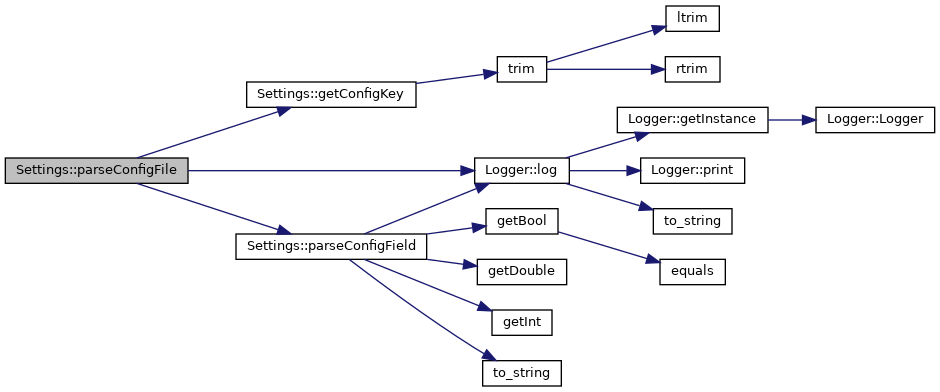 ltrim
trim
rtrim
Settings::getConfigKey
Logger::getInstance
Logger::Logger
Settings::parseConfigFile
Logger::log
Logger::print
getBool
to_string
Settings::parseConfigField
getDouble
equals
getInt
to_string